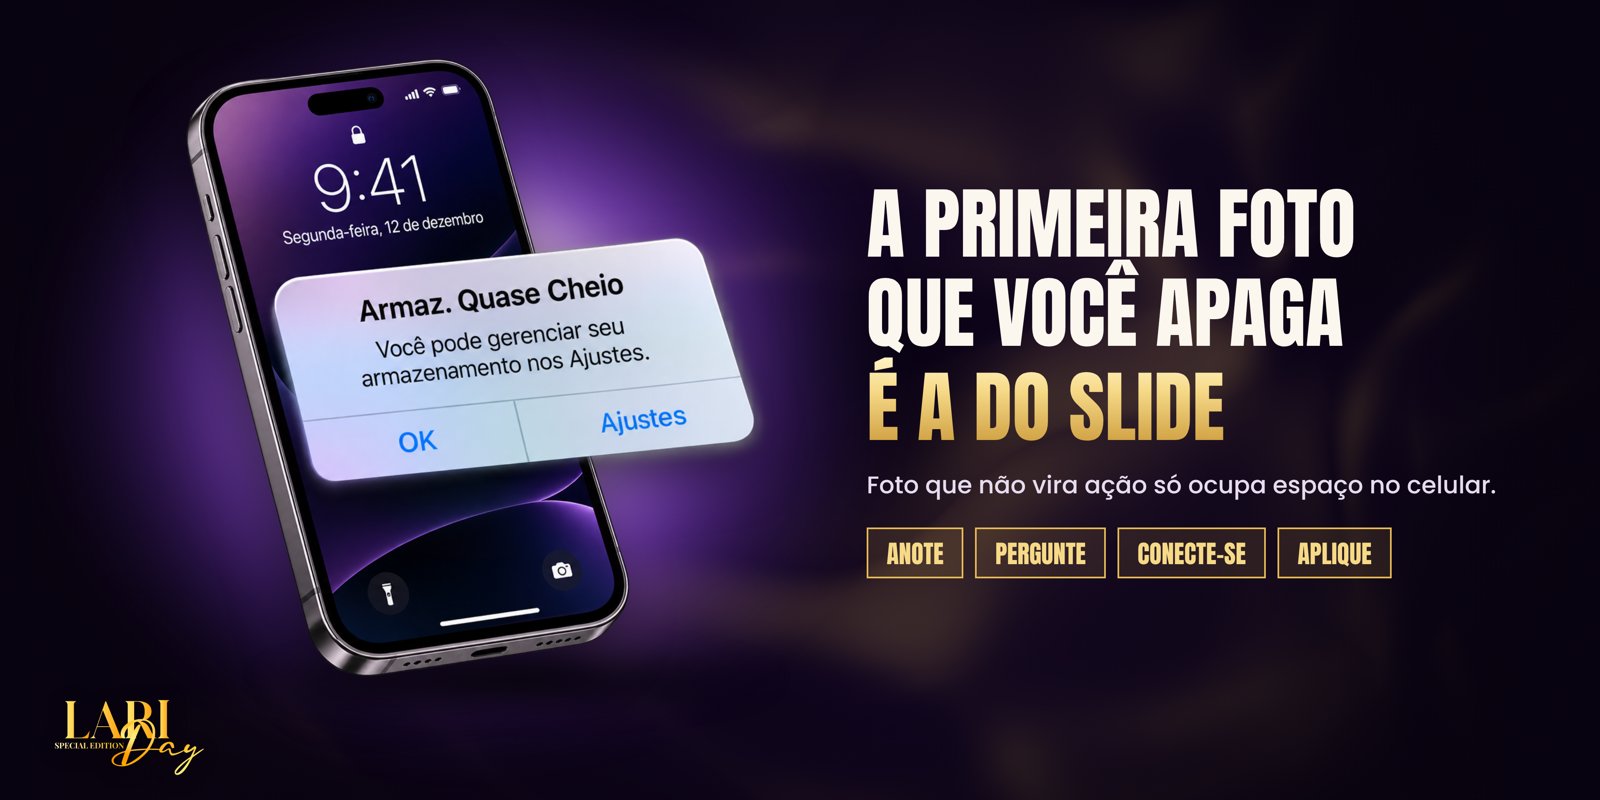 9:41
Segunda-feira, 12 de dezembro
Armaz. Quase Cheio
Você pode gerenciar seu
armazenamento nos Ajustes.
OK
Ajustes
A PRIMEIRA FOTO
QUE VOCÊ APAGA
É A DO SLIDE
Foto que não vira ação só ocupa espaço no celular.
ANOTE
PERGUNTE
CONECTE-SE
APLIQUE
LARI
SPECIAL EDITION
Day